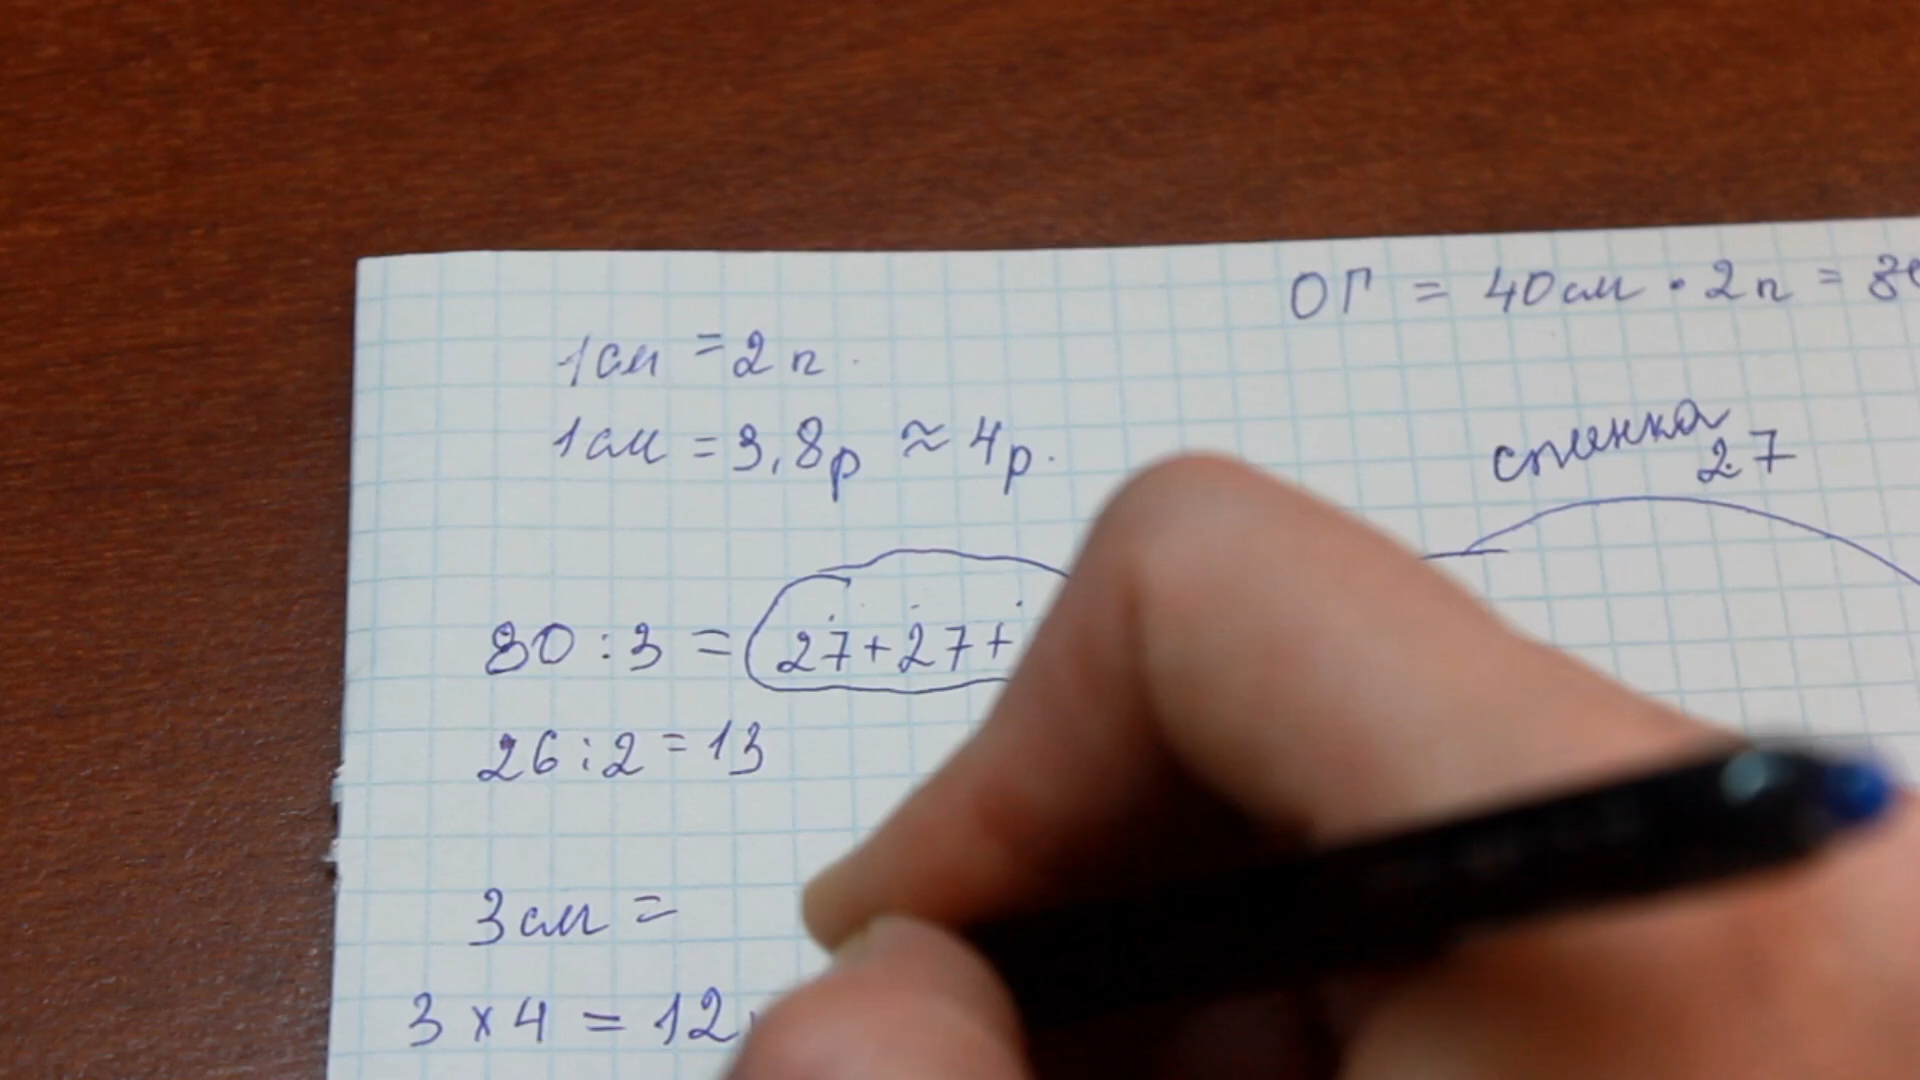 ОГ = 40см · 2п = 80
1см = 2п.
1см = 3,8р ≈ 4р.
спинка
27
80 : 3 = 27+27+
26 : 2 = 13
3см =
3 х 4 = 12